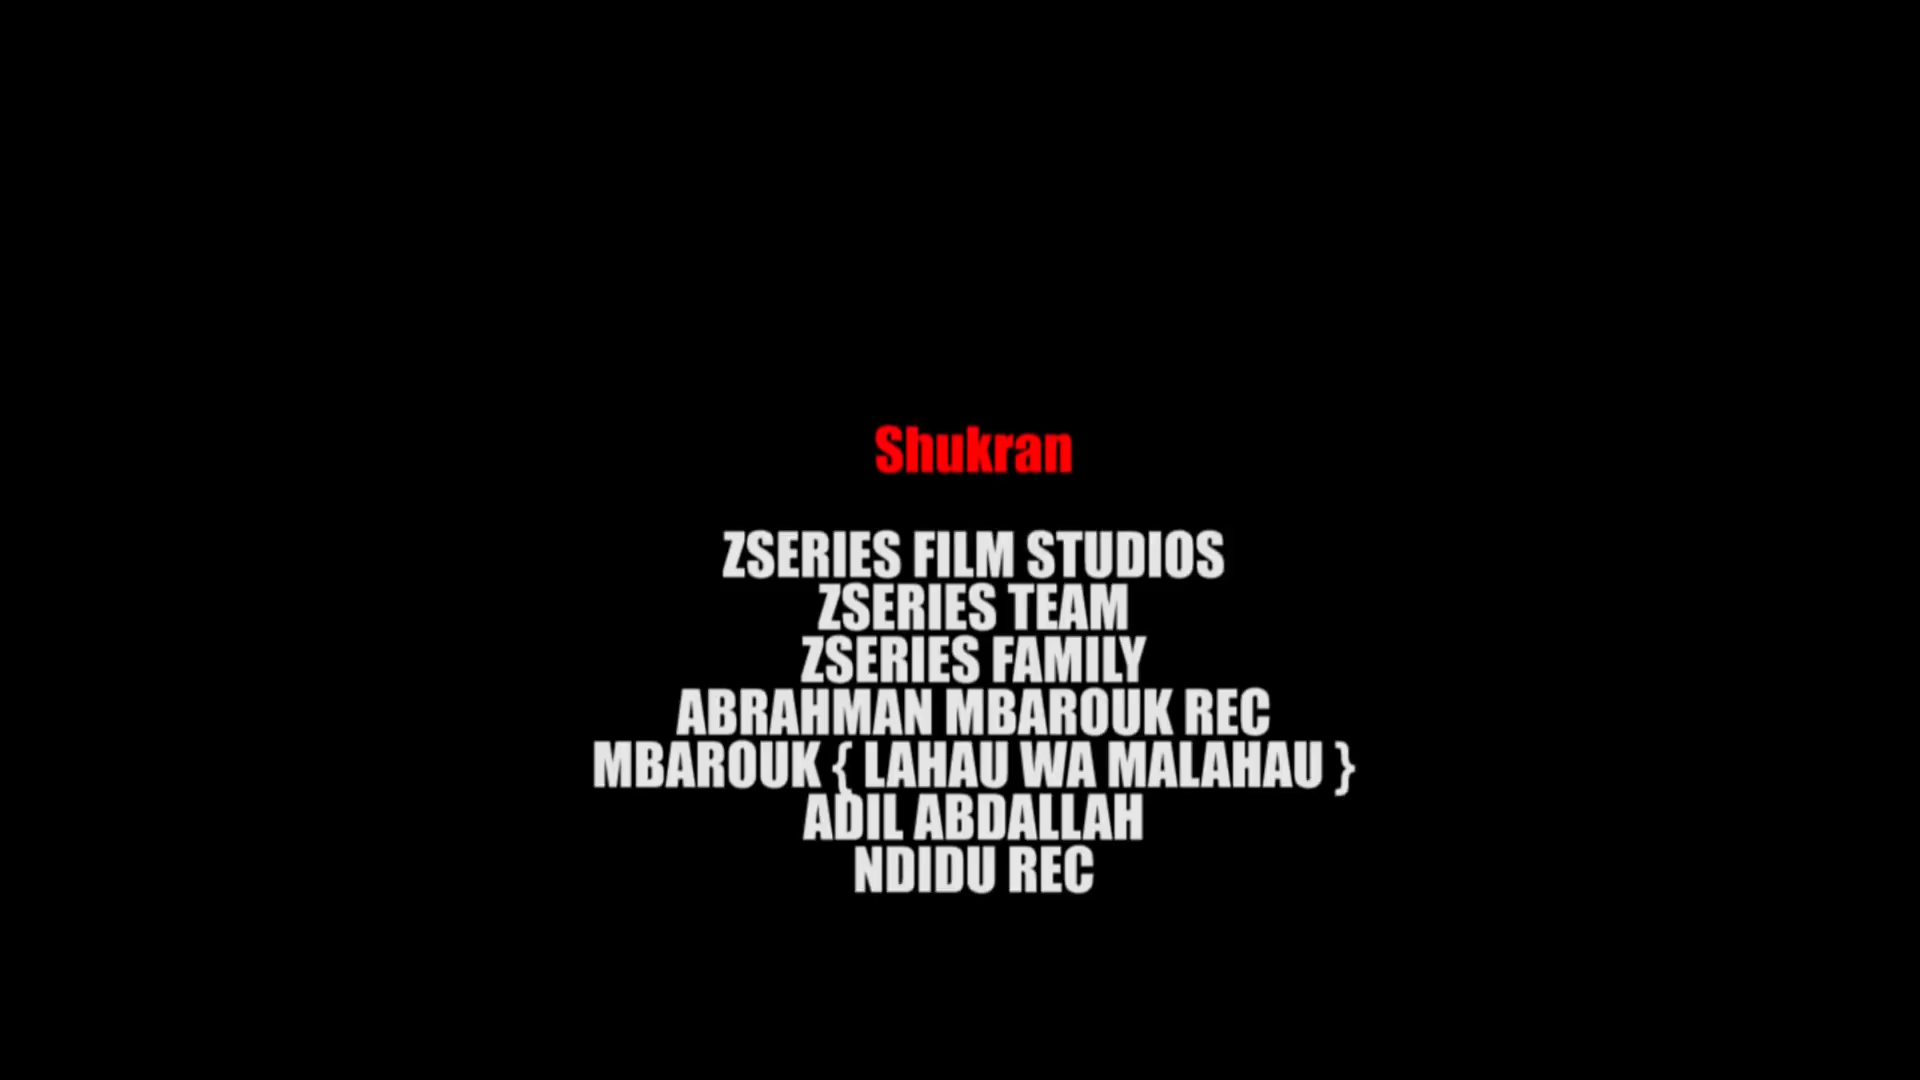 Shukran
ZSERIES FILM STUDIOS
ZSERIES TEAM
ZSERIES FAMILY
ABRAHMAN MBAROUK REC
MBAROUK { LAHAU WA MALAHAU }
ADIL ABDALLAH
NDIDU REC